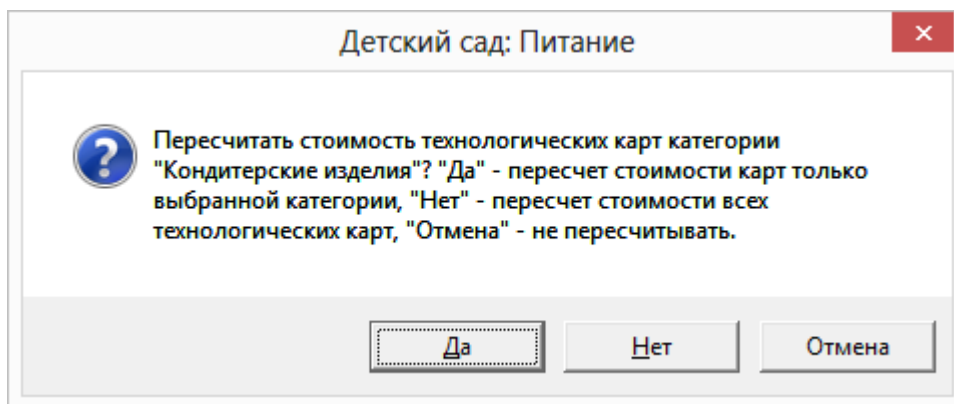 Детский сад: Питание
Пересчитать стоимость технологических карт категории
"Кондитерские изделия"? "Да" - пересчет стоимости карт только
выбранной категории, "Нет" - пересчет стоимости всех
технологических карт, "Отмена" - не пересчитывать.
Да
Нет
Отмена